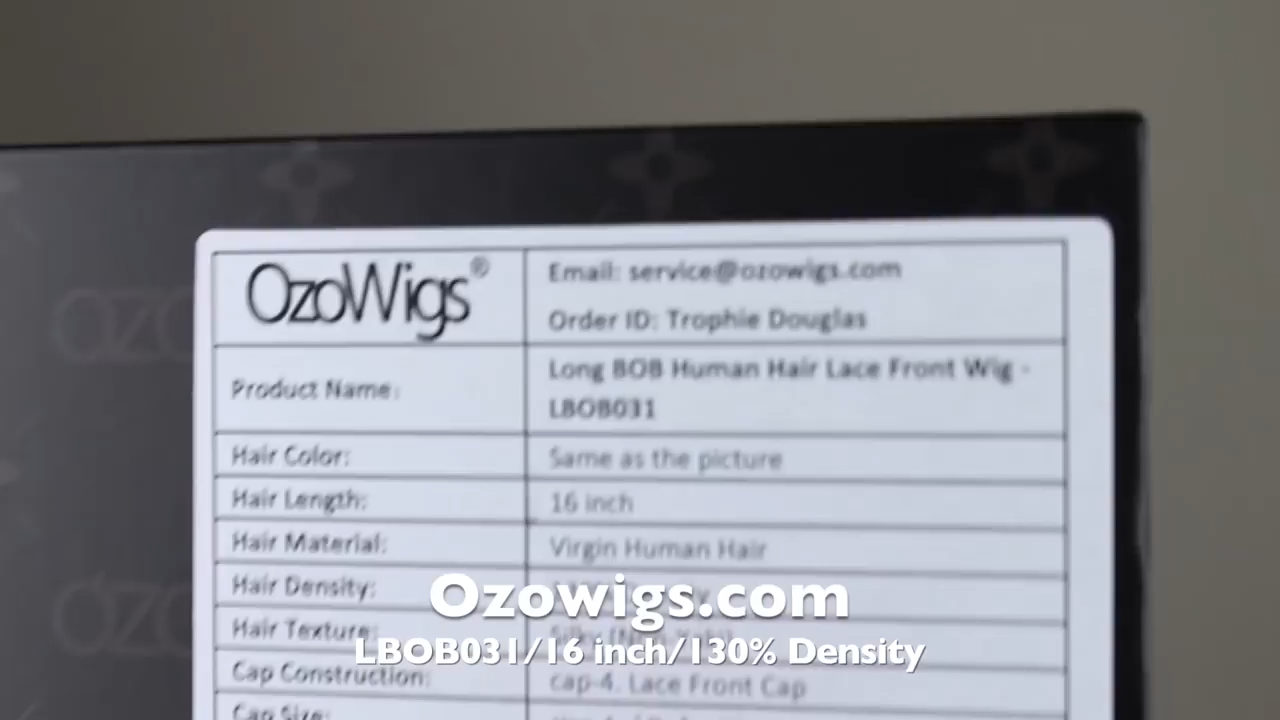 OzoWigs®
Email: service@ozowigs.com
Order ID: Trophie Douglas
Product Name:
Long BOB Human Hair Lace Front Wig -
LBOB031
Hair Color:
Same as the picture
Hair Length:
16 inch
Hair Material:
Virgin Human Hair
Hair Density:
Ozowigs.com
Hair Texture:
LBOB031/16 inch/130% Density
Cap Construction:
cap-4. Lace Front Cap
Cap Size: